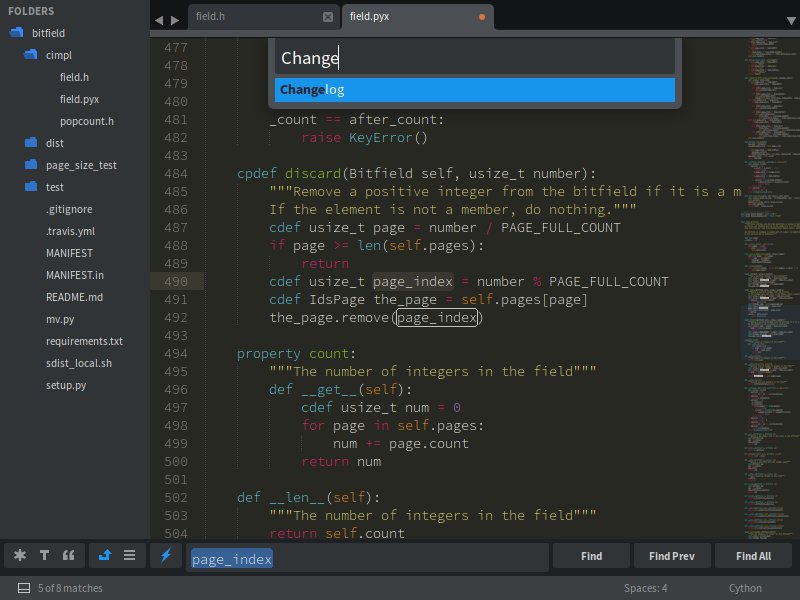 FOLDERS
bitfield
cimpl
field.h
field.pyx
popcount.h
dist
page_size_test
test
.gitignore
.travis.yml
MANIFEST
MANIFEST.in
README.md
mv.py
requirements.txt
sdist_local.sh
setup.py
field.h
field.pyx
Change
Changelog
477
478
479
480
481 _count == after_count:
482 raise KeyError()
483
484 cpdef discard(Bitfield self, usize_t number):
485 """Remove a positive integer from the bitfield if it is a m
486 If the element is not a member, do nothing."""
487 cdef usize_t page = number / PAGE_FULL_COUNT
488 if page >= len(self.pages):
489 return
490 cdef usize_t page_index = number % PAGE_FULL_COUNT
491 cdef IdsPage the_page = self.pages[page]
492 the_page.remove(page_index)
493
494 property count:
495 """The number of integers in the field"""
496 def __get__(self):
497 cdef usize_t num = 0
498 for page in self.pages:
499 num += page.count
500 return num
501
502 def __len__(self):
503 """The number of integers in the field"""
504 return self.count
page_index
Find
Find Prev
Find All
5 of 8 matches
Spaces: 4
Cython